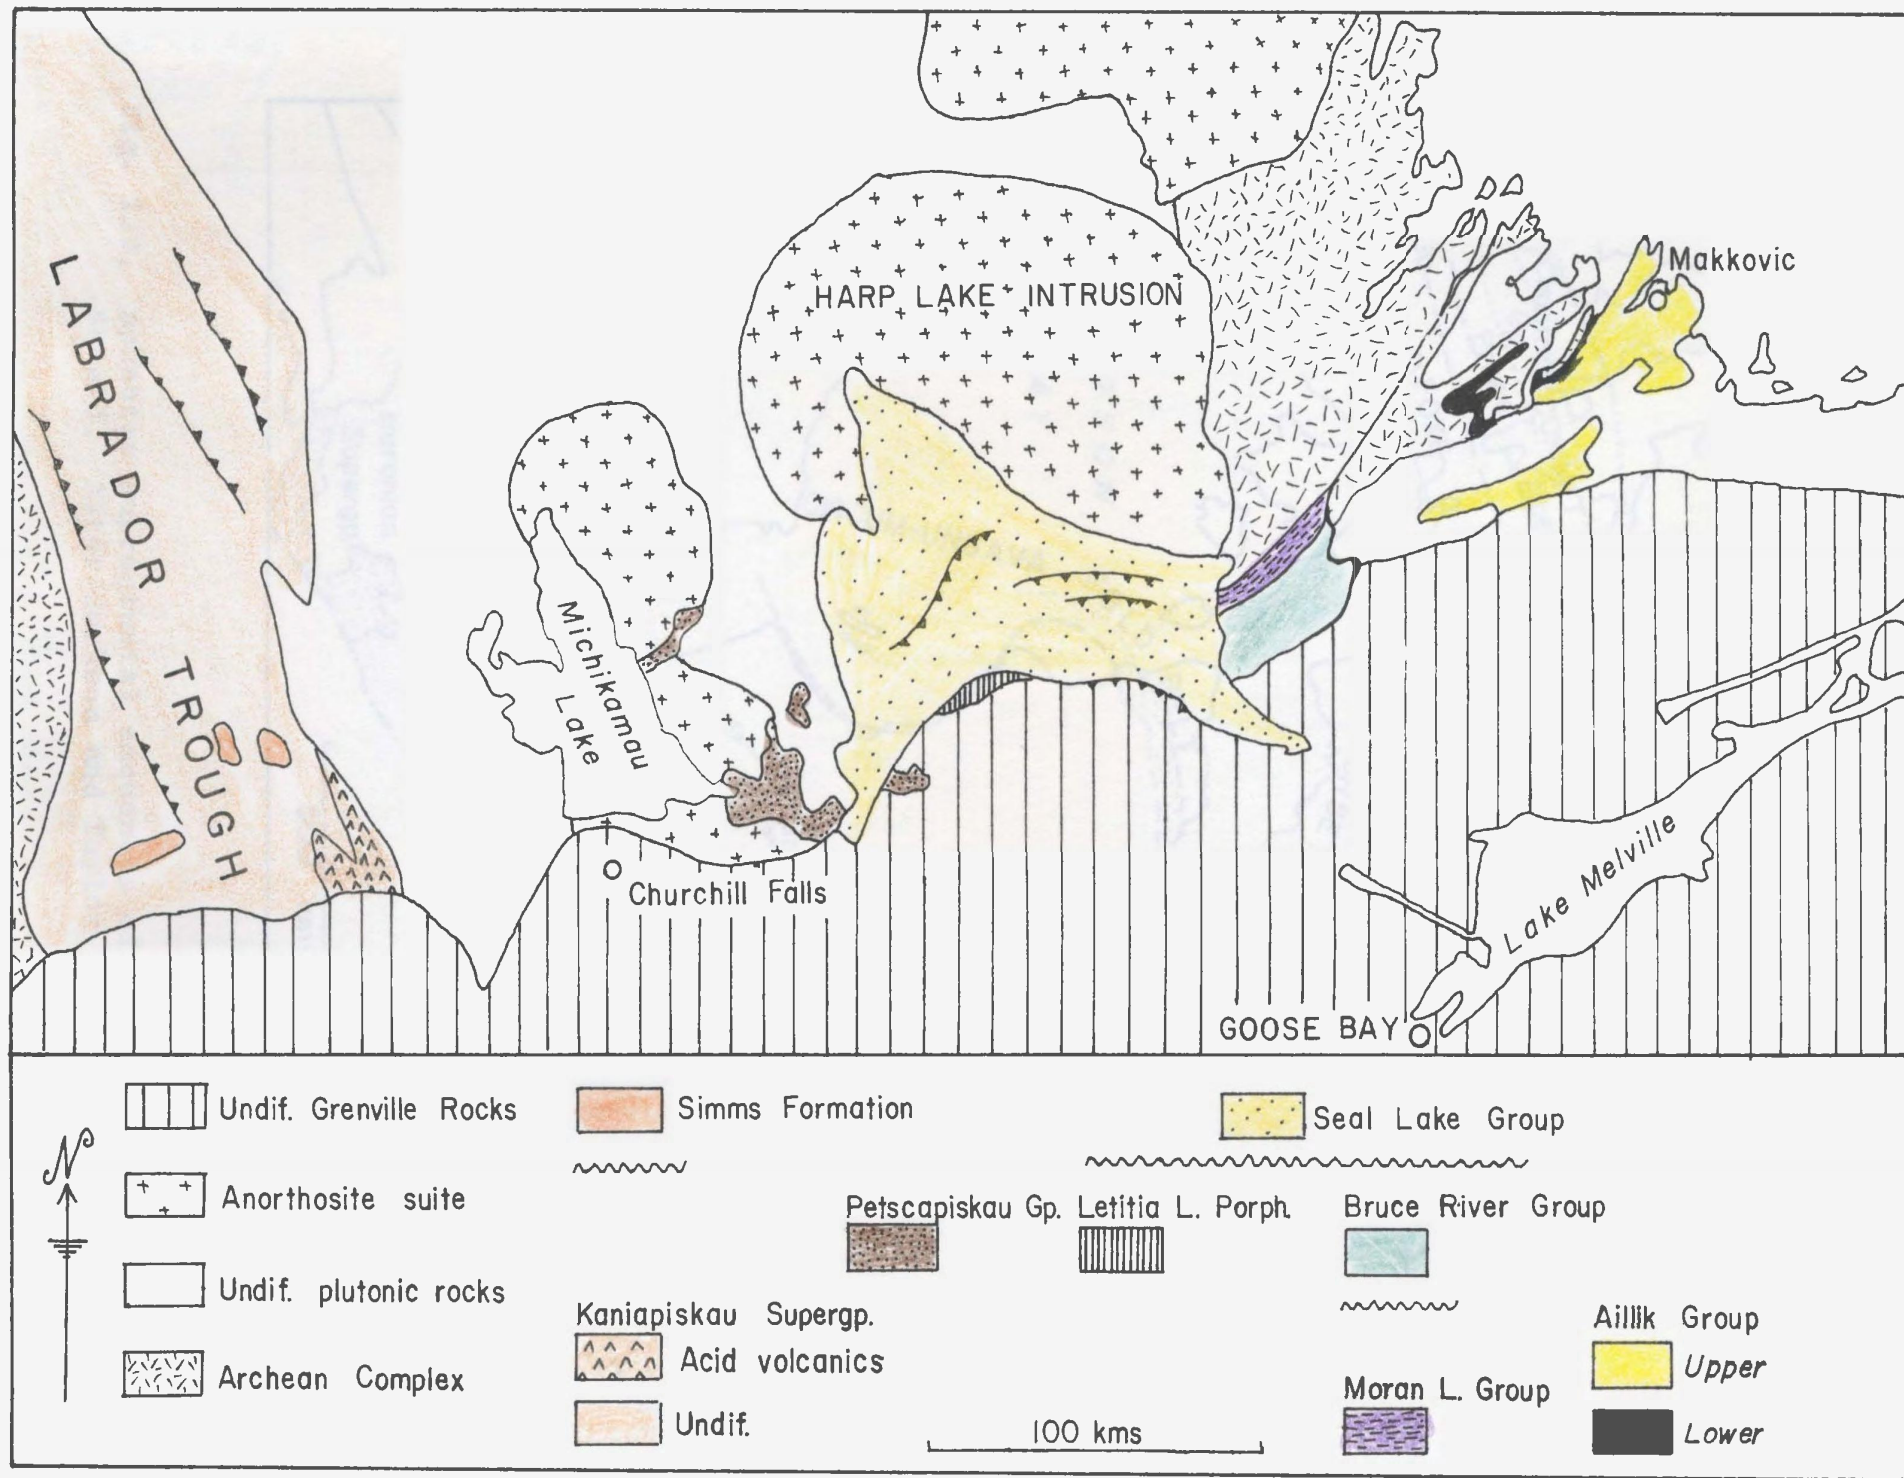 Makkovic
HARP LAKE INTRUSION
LABRADOR TROUGH
Michikamau
Lake
Churchill Falls
Lake Melville
GOOSE BAY
Undif. Grenville Rocks
Simms Formation
Seal Lake Group
N
Anorthosite suite
Petscapiskau Gp.
Letitia L. Porph.
Bruce River Group
Undif. plutonic rocks
Kaniapiskau Supergp.
Aillik Group
Acid volcanics
Upper
Archean Complex
Moran L. Group
Undif.
100 kms
Lower